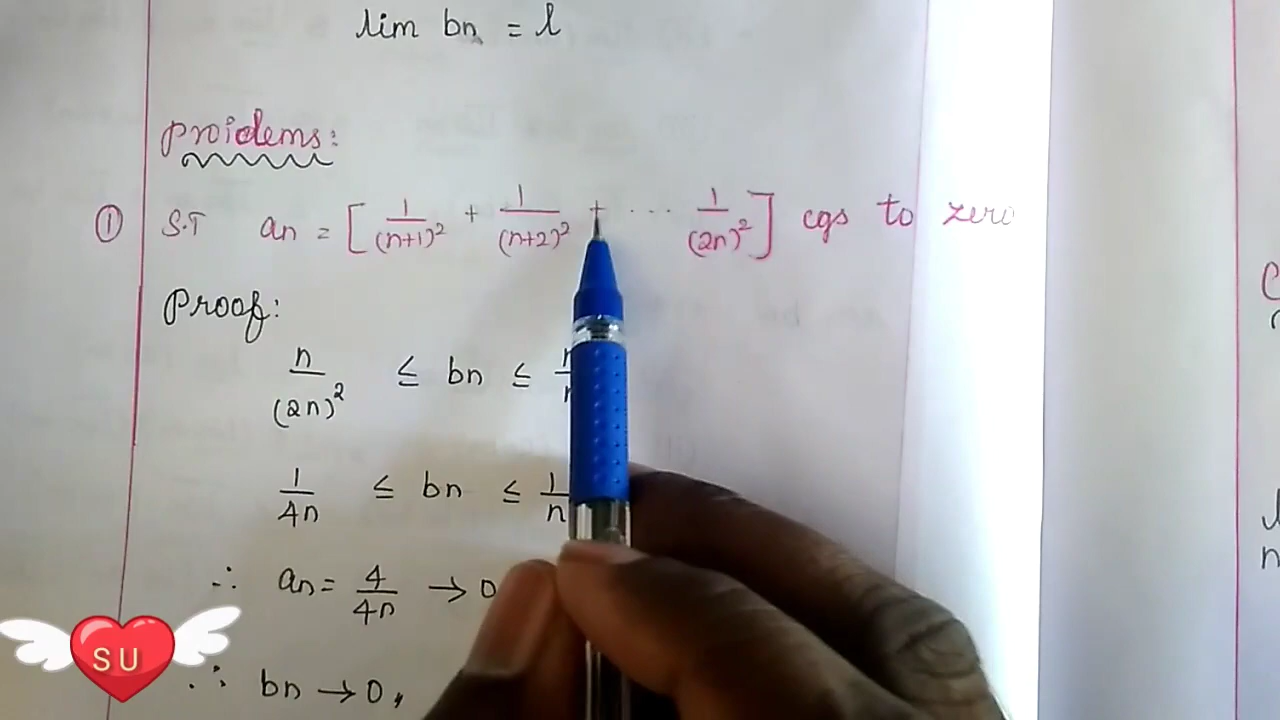 lim bn = l
Problems:
① S.T an = [ 1/(n+1)² + 1/(n+2)² + ... 1/(2n)² ] cgs to zero
Proof:
n/(2n)² ≤ bn ≤
1/4n ≤ bn ≤ 1/n
∴ an = 4/4n → 0
∴ bn → 0,
SU